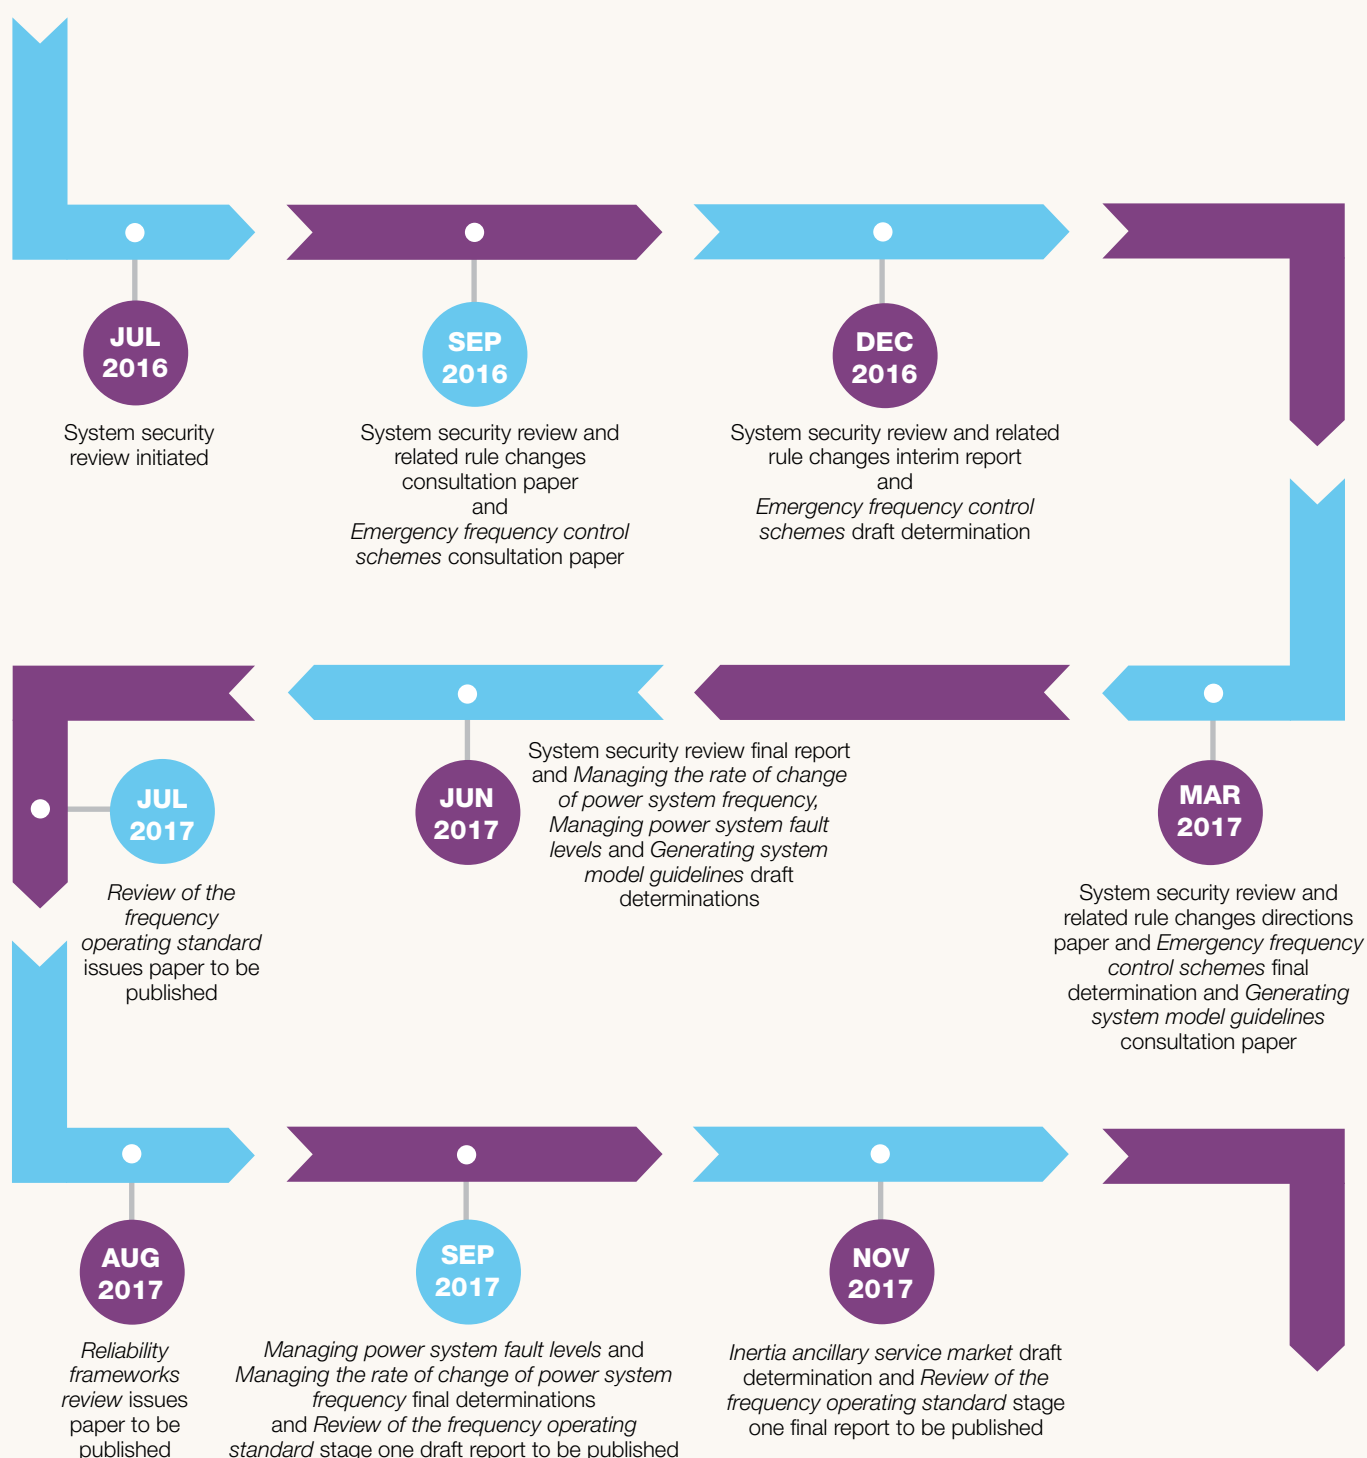 JUL
2016
System security
review initiated
SEP
2016
System security review and
related rule changes
consultation paper
and
Emergency frequency control
schemes consultation paper
DEC
2016
System security review and related
rule changes interim report
and
Emergency frequency control
schemes draft determination
MAR
2017
System security review and
related rule changes directions
paper and Emergency frequency
control schemes final
determination and Generating
system model guidelines
consultation paper
JUN
2017
System security review final report
and Managing the rate of change
of power system frequency,
Managing power system fault
levels and Generating system
model guidelines draft
determinations
JUL
2017
Review of the
frequency
operating standard
issues paper to be
published
AUG
2017
Reliability
frameworks
review issues
paper to be
published
SEP
2017
Managing power system fault levels and
Managing the rate of change of power system
frequency final determinations
and Review of the frequency operating
standard stage one draft report to be published
NOV
2017
Inertia ancillary service market draft
determination and Review of the
frequency operating standard stage
one final report to be published